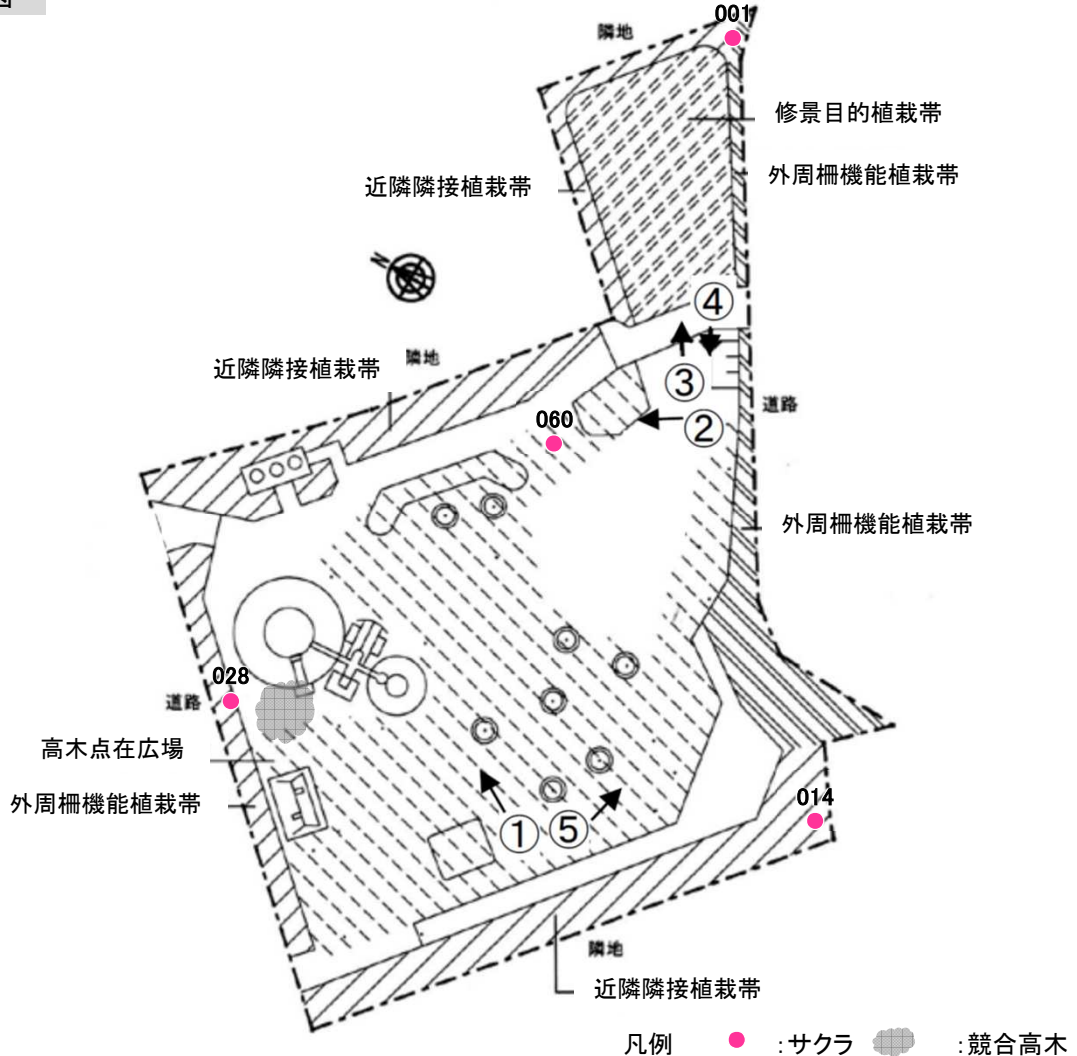 001
隣地
修景目的植栽帯
外周柵機能植栽帯
近隣隣接植栽帯
N
④
近隣隣接植栽帯
隣地
③
道路
060
②
外周柵機能植栽帯
028
道路
高木点在広場
外周柵機能植栽帯
014
①
⑤
隣地
近隣隣接植栽帯
凡例
:サクラ
:競合高木